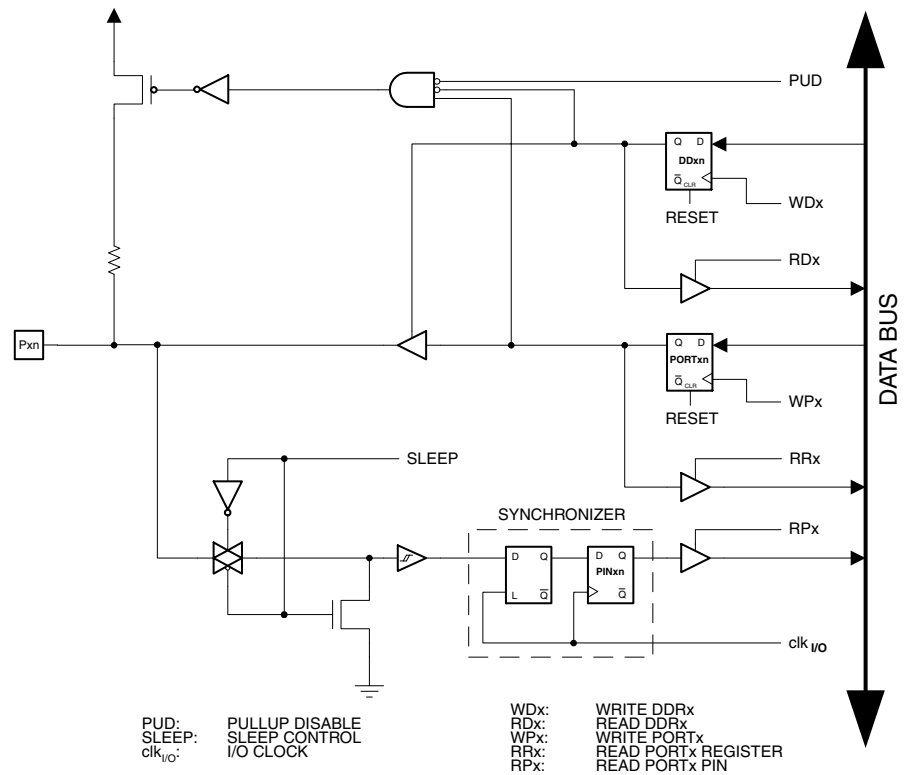 PUD
Q D
DDxn
Q CLR
WDx
RESET
RDx
Pxn
Q D
PORTxn
Q CLR
WPx
RESET
DATA BUS
SLEEP
RRx
SYNCHRONIZER
RPx
D Q
L Q
D Q
PINxn
Q
clk I/O
PUD: PULLUP DISABLE
SLEEP: SLEEP CONTROL
clkI/O: I/O CLOCK
WDx: WRITE DDRx
RDx: READ DDRx
WPx: WRITE PORTx
RRx: READ PORTx REGISTER
RPx: READ PORTx PIN